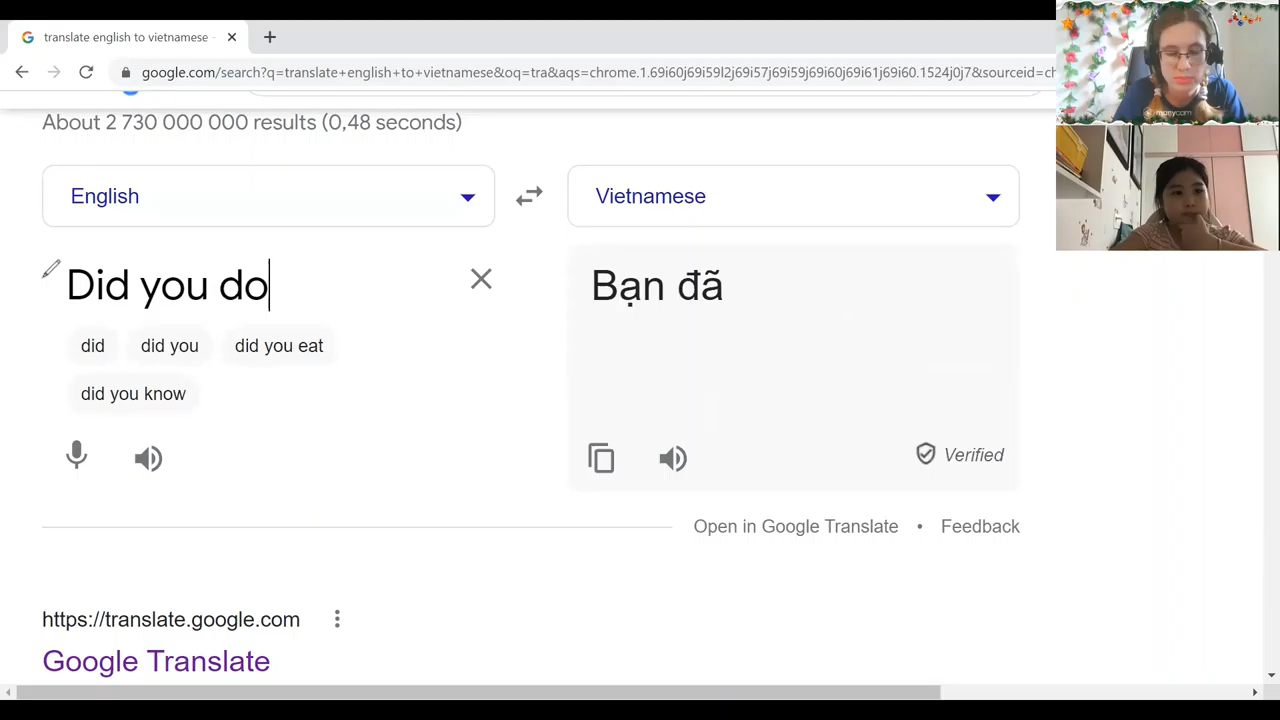 translate english to vietnamese -
google.com/search?q=translate+english+to+vietnamese&oq=tra&aqs=chrome.1.69i60j69i59l2j69i57j69i59j69i60j69i61j69i60.1524j0j7&sourceid=ch
About 2 730 000 000 results (0,48 seconds)
English
Vietnamese
Did you do
Bạn đã
did
did you
did you eat
did you know
Verified
Open in Google Translate • Feedback
https://translate.google.com
Google Translate
manycam